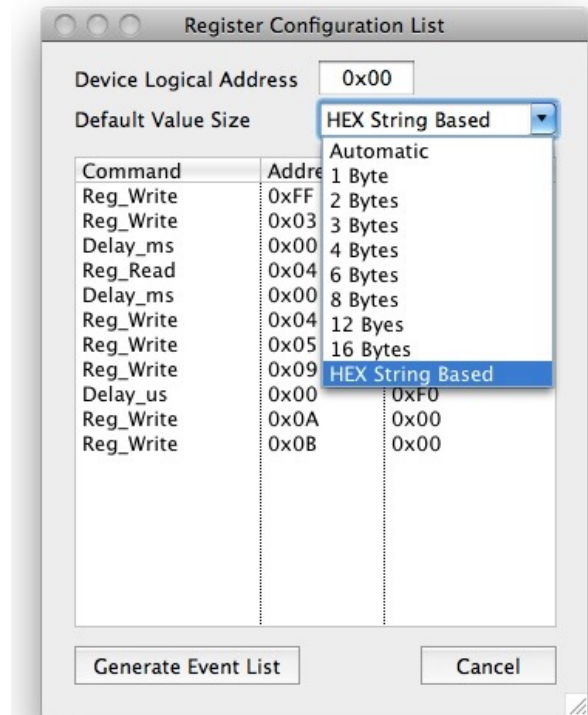 Register Configuration List
Device Logical Address 0x00
Default Value Size HEX String Based
Automatic
1 Byte
2 Bytes
3 Bytes
4 Bytes
6 Bytes
8 Bytes
12 Byes
16 Bytes
HEX String Based
Command
Reg_Write 0xFF
Reg_Write 0x03
Delay_ms 0x00
Reg_Read 0x04
Delay_ms 0x00
Reg_Write 0x04
Reg_Write 0x05
Reg_Write 0x09
Delay_us 0x00 0xF0
Reg_Write 0x0A 0x00
Reg_Write 0x0B 0x00
Generate Event List Cancel